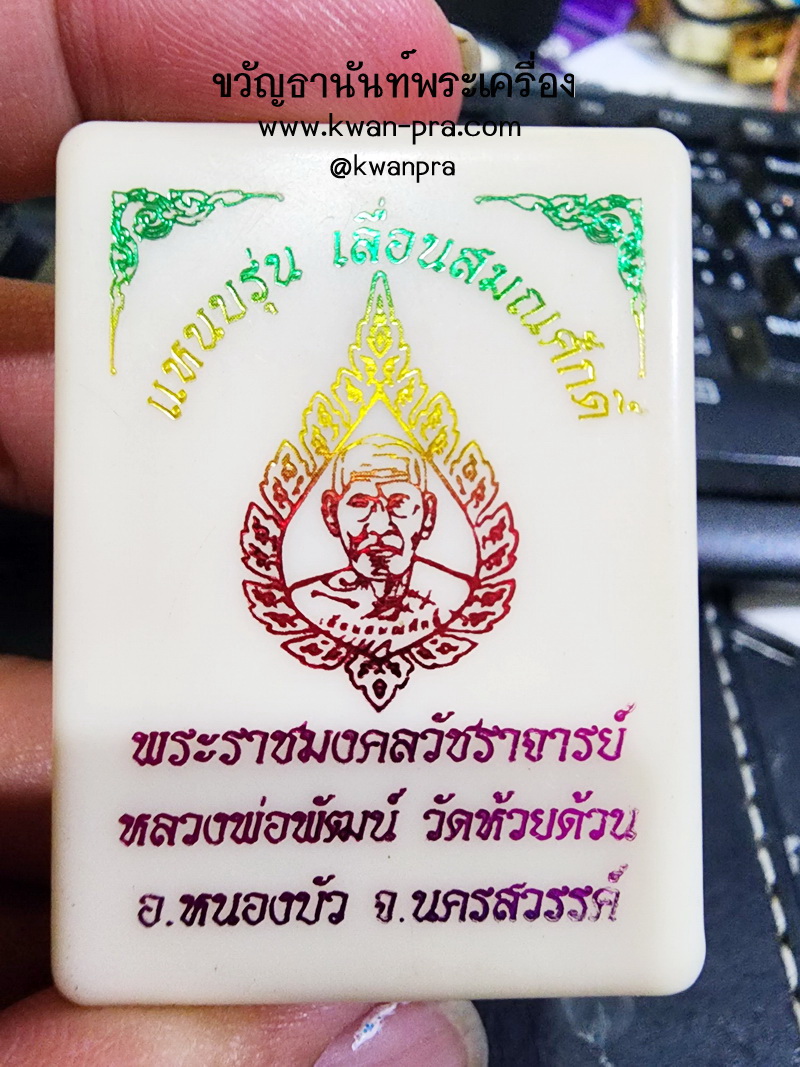 ขวัญธานันท์พระเครื่อง
www.kwan-pra.com
@kwanpra
แหนบรุ่น เลื่อนสมณศักดิ์
พระราชมงคลวัชราจารย์
หลวงพ่อพัฒน์ วัดห้วยด้วน
อ.หนองบัว จ.นครสวรรค์